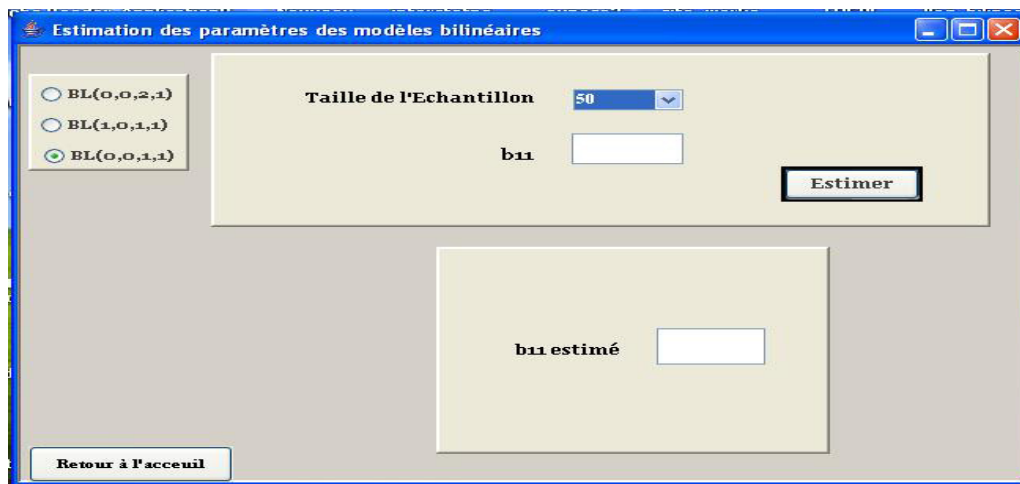 Estimation des paramètres des modèles bilinéaires
BL(0,0,2,1)
BL(1,0,1,1)
BL(0,0,1,1)
Taille de l'Echantillon 50
b11
Estimer
b11 estimé
Retour à l'acceuil